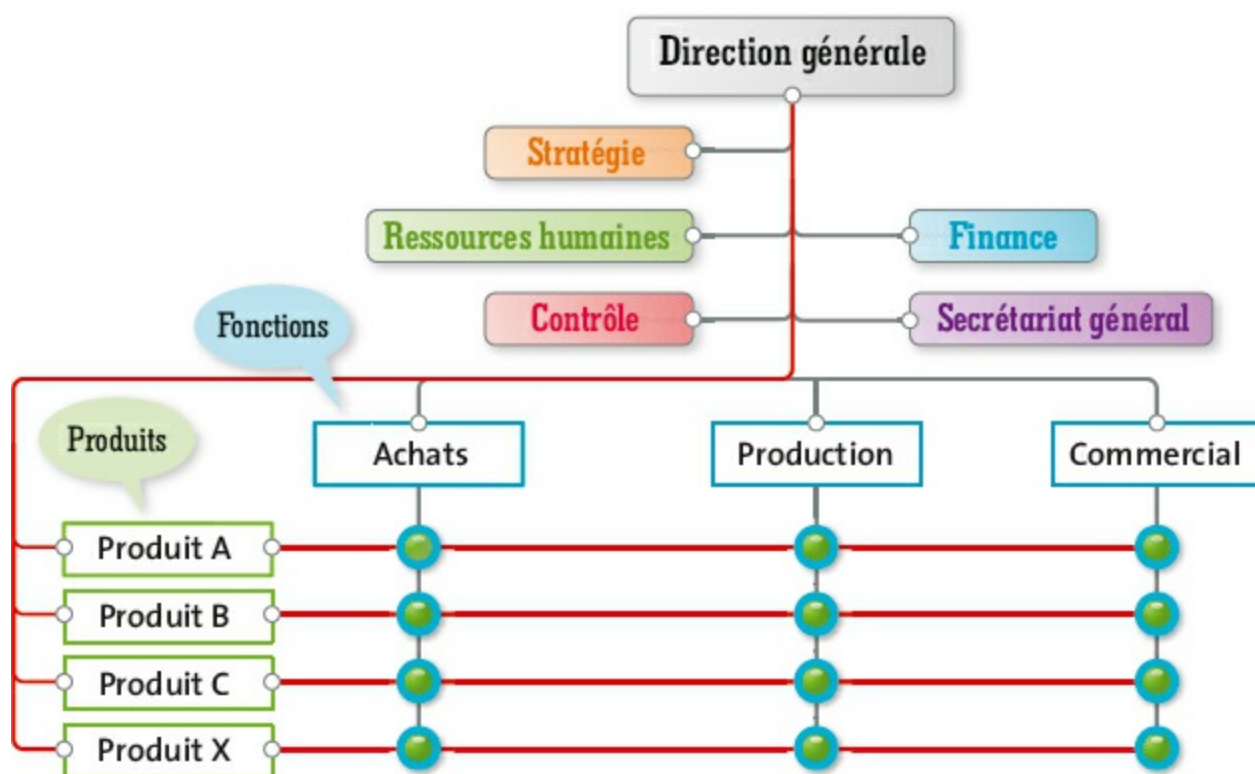 Direction générale
Stratégie
Ressources humaines
Finance
Contrôle
Secrétariat général
Fonctions
Produits
Achats
Production
Commercial
Produit A
Produit B
Produit C
Produit X